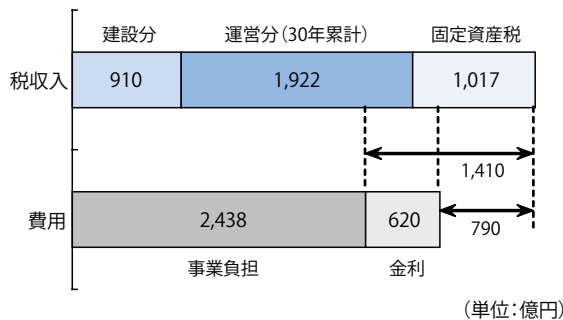 建設分 運営分(30年累計) 固定資産税
税収入 910 1,922 1,017
1,410
費用 2,438 620 790
事業負担 金利
(単位:億円)